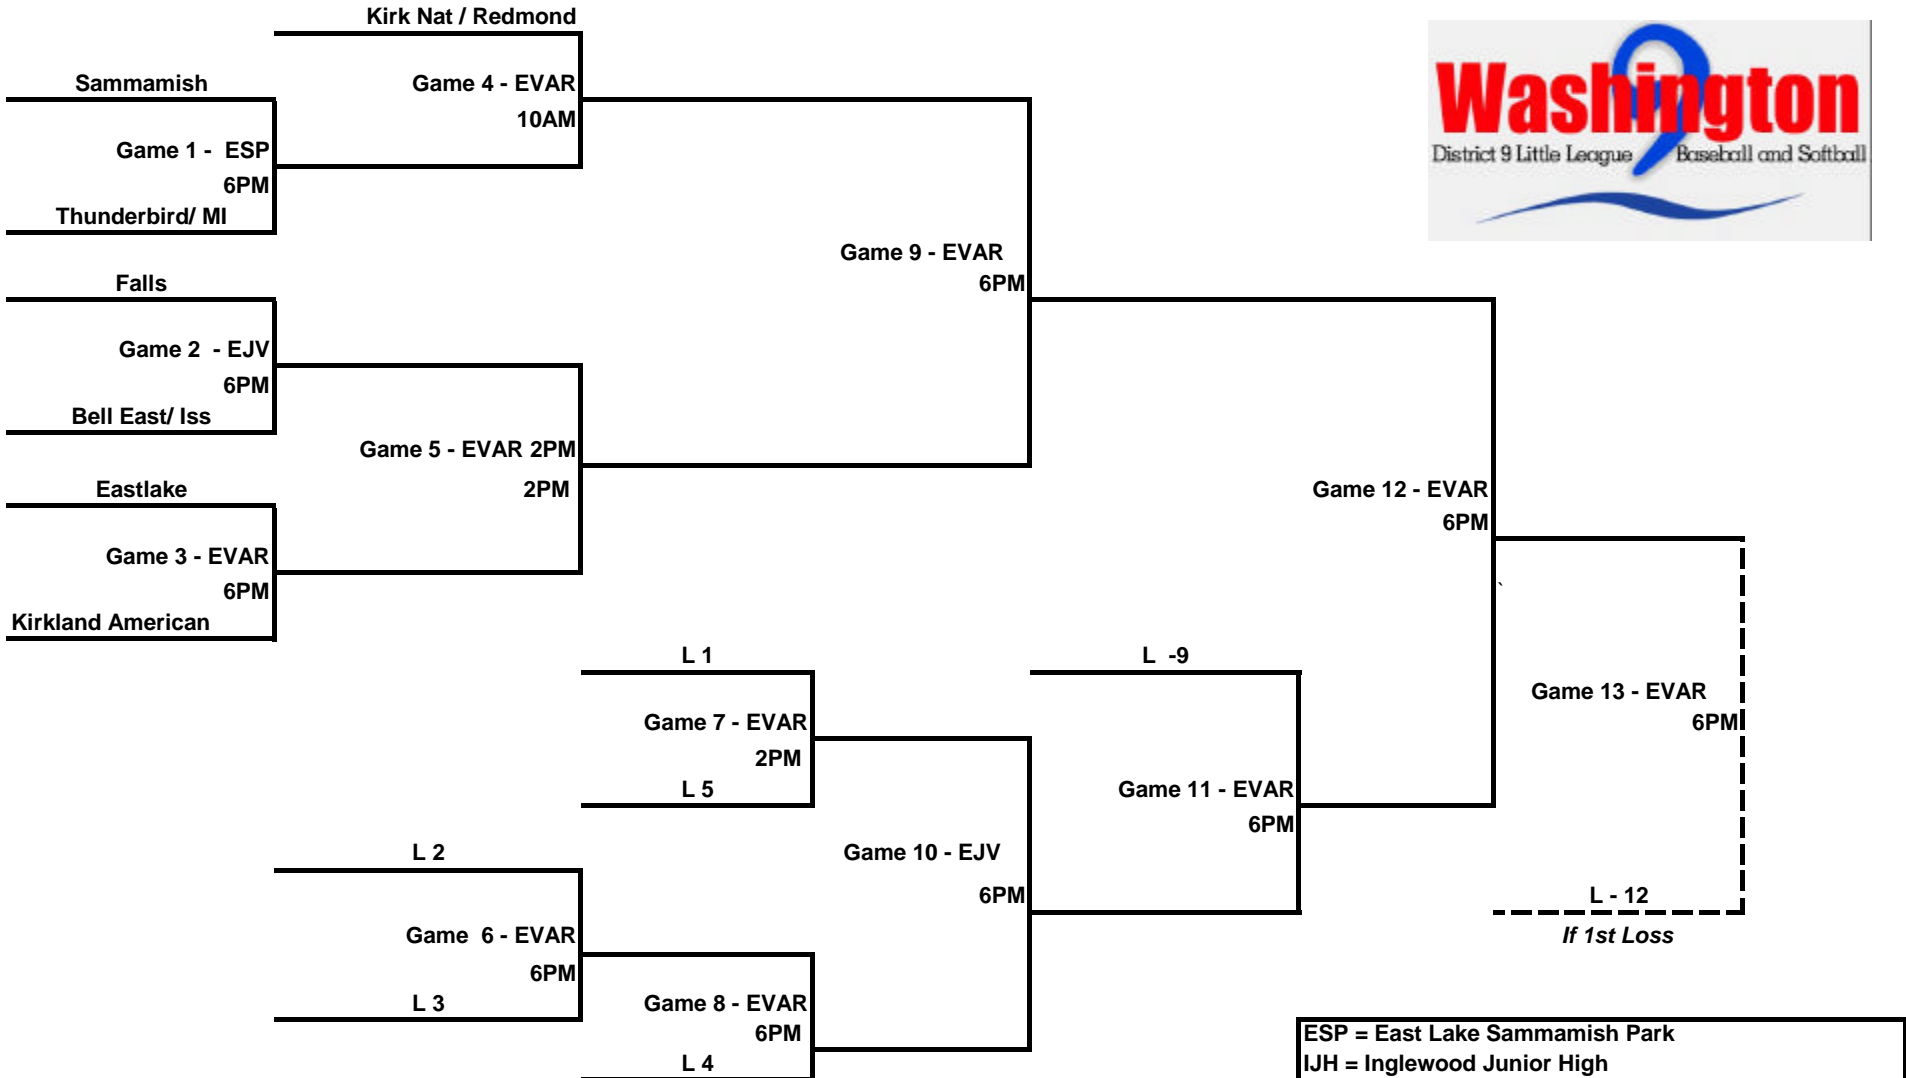 Kirk Nat / Redmond
Sammamish
Game 4 - EVAR
10AM
Game 1 -  ESP
6PM
Thunderbird/ MI
Washington
9
District 9 Little League
Baseball and Softball
Game 9 - EVAR
6PM
Falls
Game 2  - EJV
6PM
Bell East/ Iss
Game 5 - EVAR 2PM
2PM
Eastlake
Game 12 - EVAR
6PM
Game 3 - EVAR
6PM
`
Kirkland American
L 1
L  -9
Game 7 - EVAR
2PM
Game 13 - EVAR
6PM
L 5
Game 11 - EVAR
6PM
L 2
Game 10 - EJV
6PM
L - 12
If 1st Loss
Game  6 - EVAR
6PM
L 3
Game 8 - EVAR
6PM
L 4
ESP = East Lake Sammamish Park
IJH = Inglewood Junior High